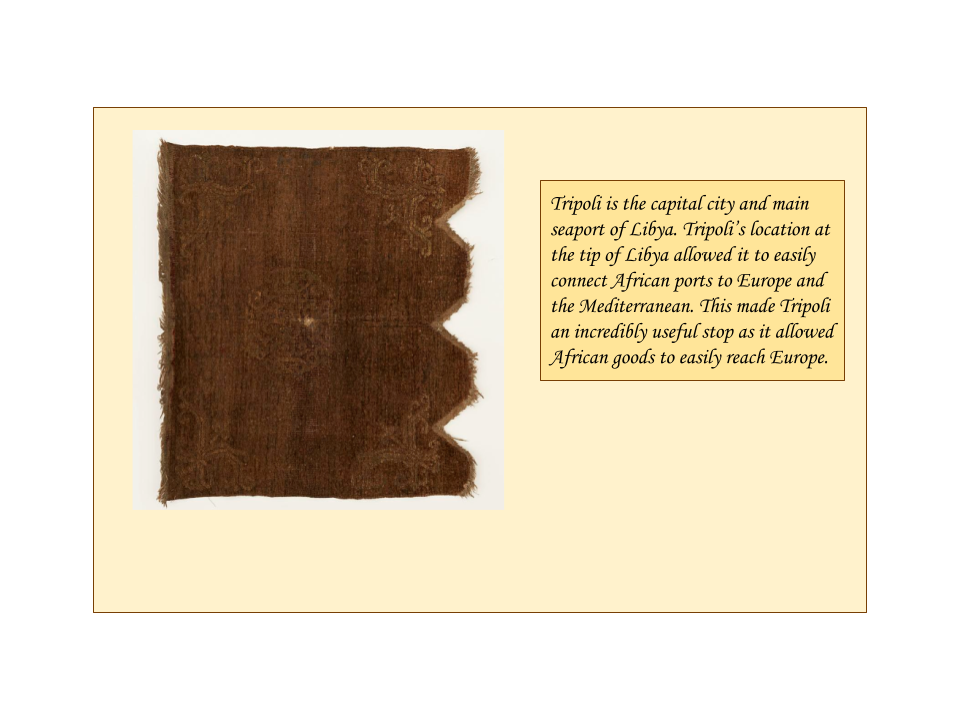 Tripoli is the capital city and main
seaport of Libya. Tripoli’s location at
the tip of Libya allowed it to easily
connect African ports to Europe and
the Mediterranean. This made Tripoli
an incredibly useful stop as it allowed
African goods to easily reach Europe.